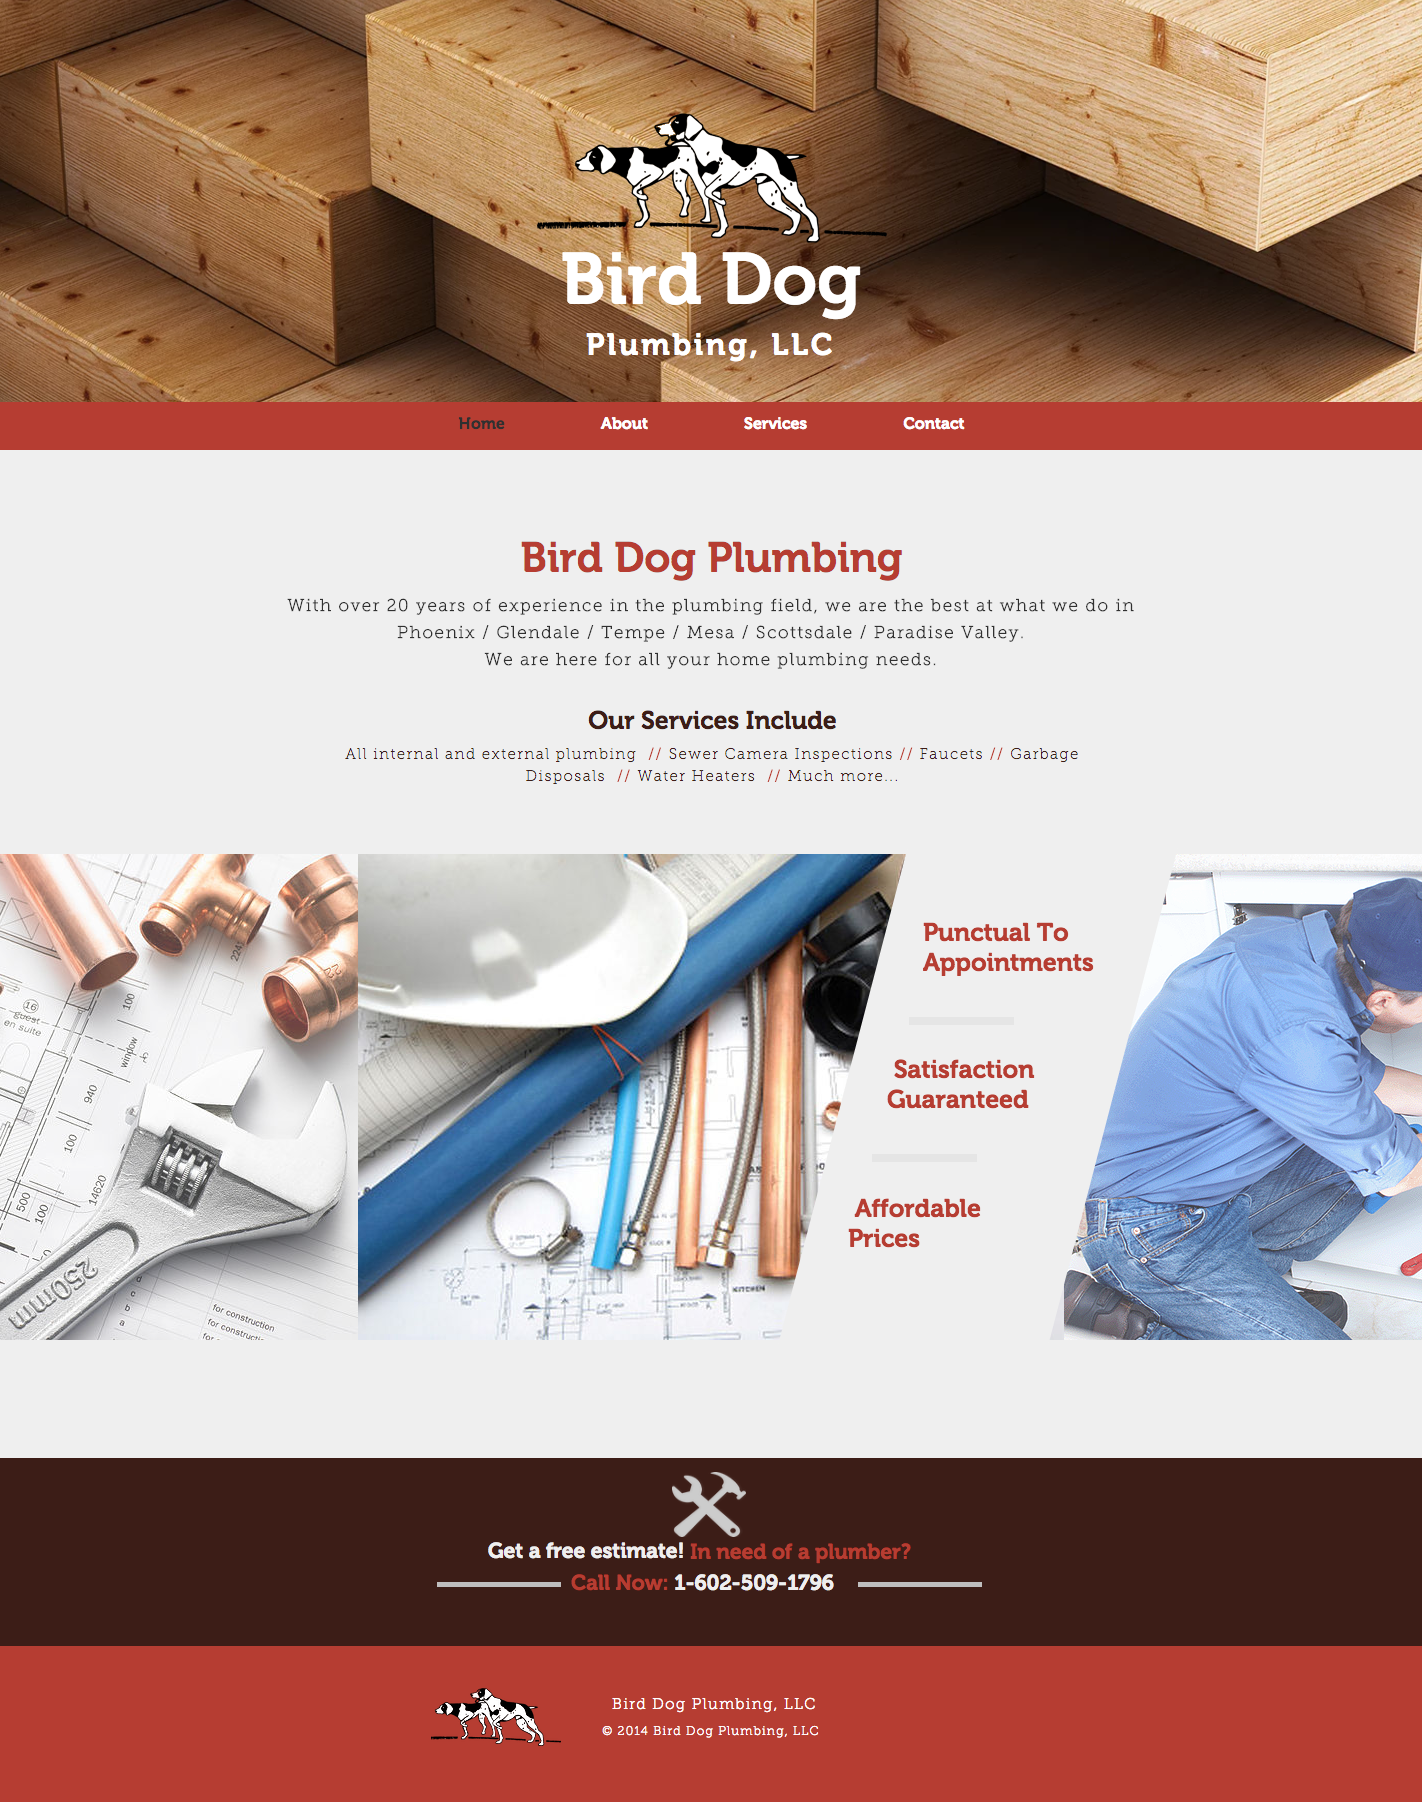 Bird Dog
Plumbing, LLC
Home About Services Contact
Bird Dog Plumbing
With over 20 years of experience in the plumbing field, we are the best at what we do in
Phoenix / Glendale / Tempe / Mesa / Scottsdale / Paradise Valley.
We are here for all your home plumbing needs.
Our Services Include
All internal and external plumbing // Sewer Camera Inspections // Faucets // Garbage
Disposals // Water Heaters // Much more...
16
guest
en suite
224
100
window
940
100
14620
500
100
250mm
d
c
b
a
for construction
for construction
KITCHEN
Punctual To
Appointments
Satisfaction
Guaranteed
Affordable
Prices
Get a free estimate! In need of a plumber?
Call Now: 1-602-509-1796
Bird Dog Plumbing, LLC
© 2014 Bird Dog Plumbing, LLC